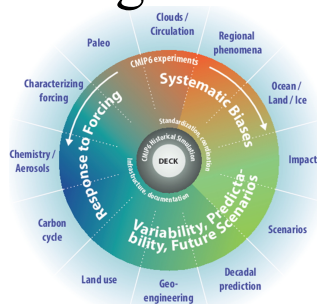 Clouds /
Circulation
Regional
phenomena
Ocean /
Land / Ice
Impact
Scenarios
Decadal
prediction
Geo-
engineering
Land use
Carbon
cycle
Chemistry /
Aerosols
Characterizing
forcing
Paleo
CMIP6 experiments
Systematic Biases
Response to Forcing
Variability, Predicta-
bility, Future Scenarios
Standardization, coordination
Infrastructure, documentation
CMIP6 Historical Simulation
DECK